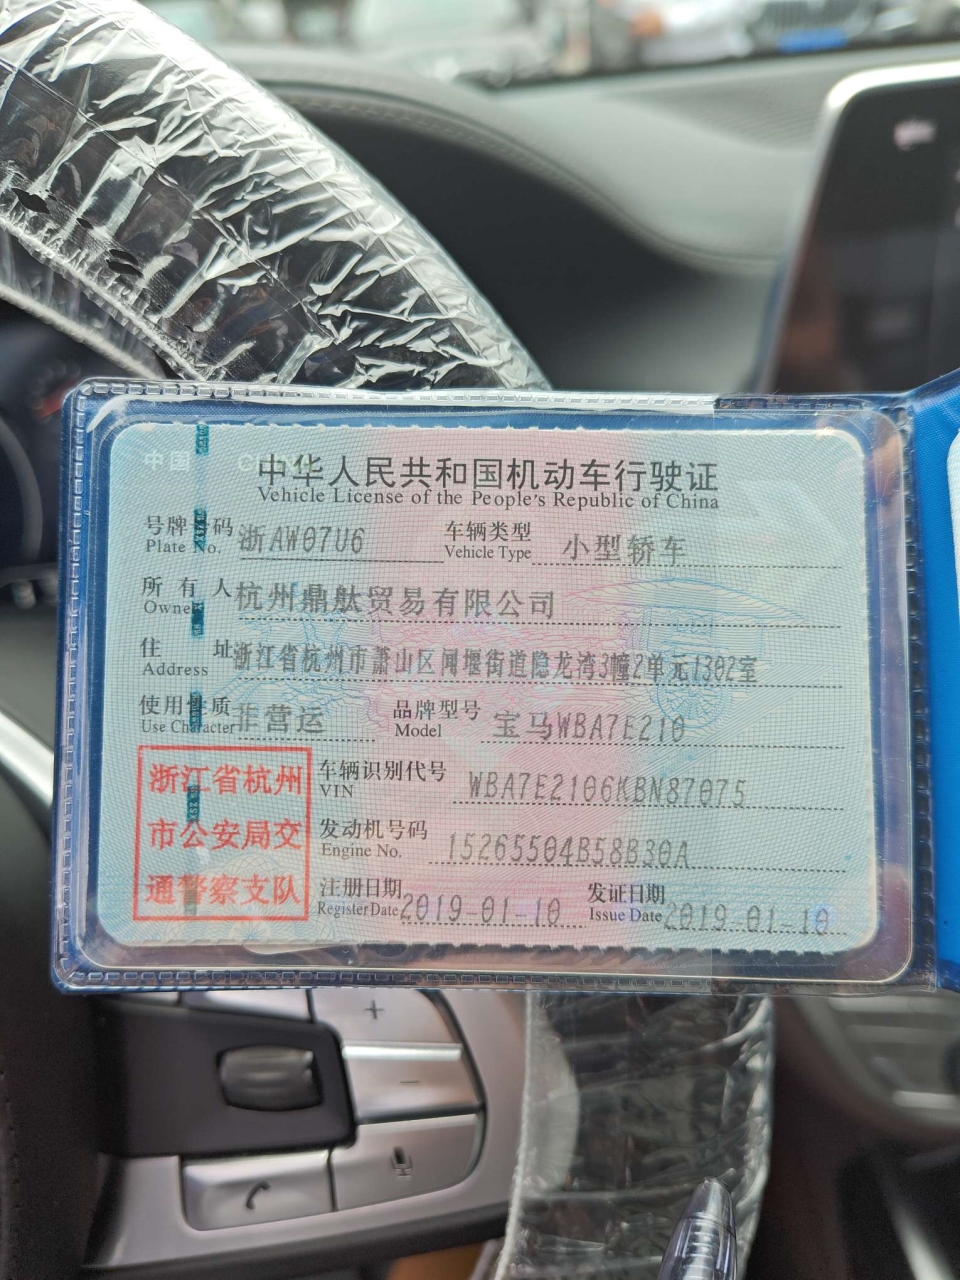 中国 CHINA
中华人民共和国机动车行驶证
Vehicle License of the People's Republic of China
号牌 码 浙AW07U6 车辆类型 小型轿车
Plate No. Vehicle Type
所有人 杭州鼎肽贸易有限公司
Owner
住址 浙江省杭州市萧山区闻堰街道隐龙湾3幢2单元1302室
Address
使用性质 非营运 品牌型号 宝马WBA7E210
Use Character Model
浙江省杭州
市公安局交
通警察支队
车辆识别代号 WBA7E2106KBN87075
VIN
发动机号码 15265504B58B30A
Engine No.
注册日期 2019-01-10 发证日期 2019-01-10
Register Date Issue Date
+